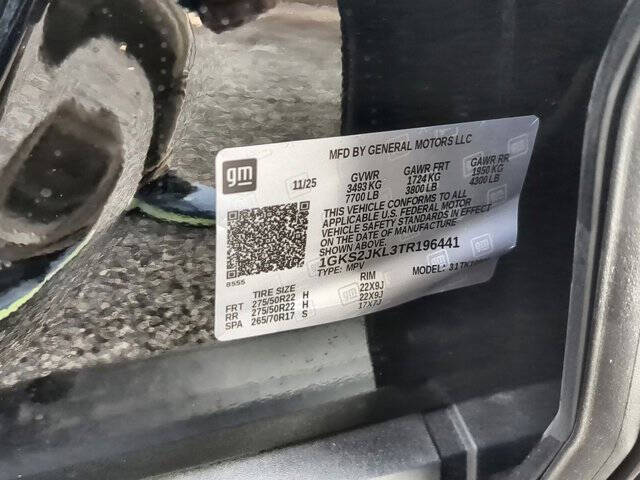 MFD BY GENERAL MOTORS LLC
gm
11/25 GVWR GAWR FRT GAWR RR
3493 KG 1724 KG 1950 KG
7700 LB 3800 LB 4300 LB
THIS VEHICLE CONFORMS TO ALL
APPLICABLE U.S. FEDERAL MOTOR
VEHICLE SAFETY STANDARDS IN EFFECT
ON THE DATE OF MANUFACTURE
SHOWN ABOVE.
1GKS2JKL3TR196441
TYPE: MPV MODEL:
8555
TIRE SIZE RIM
FRT 275/50R22 H 22X9J
RR 275/50R22 H 22X9J
SPA 265/70R17 S 17X7J